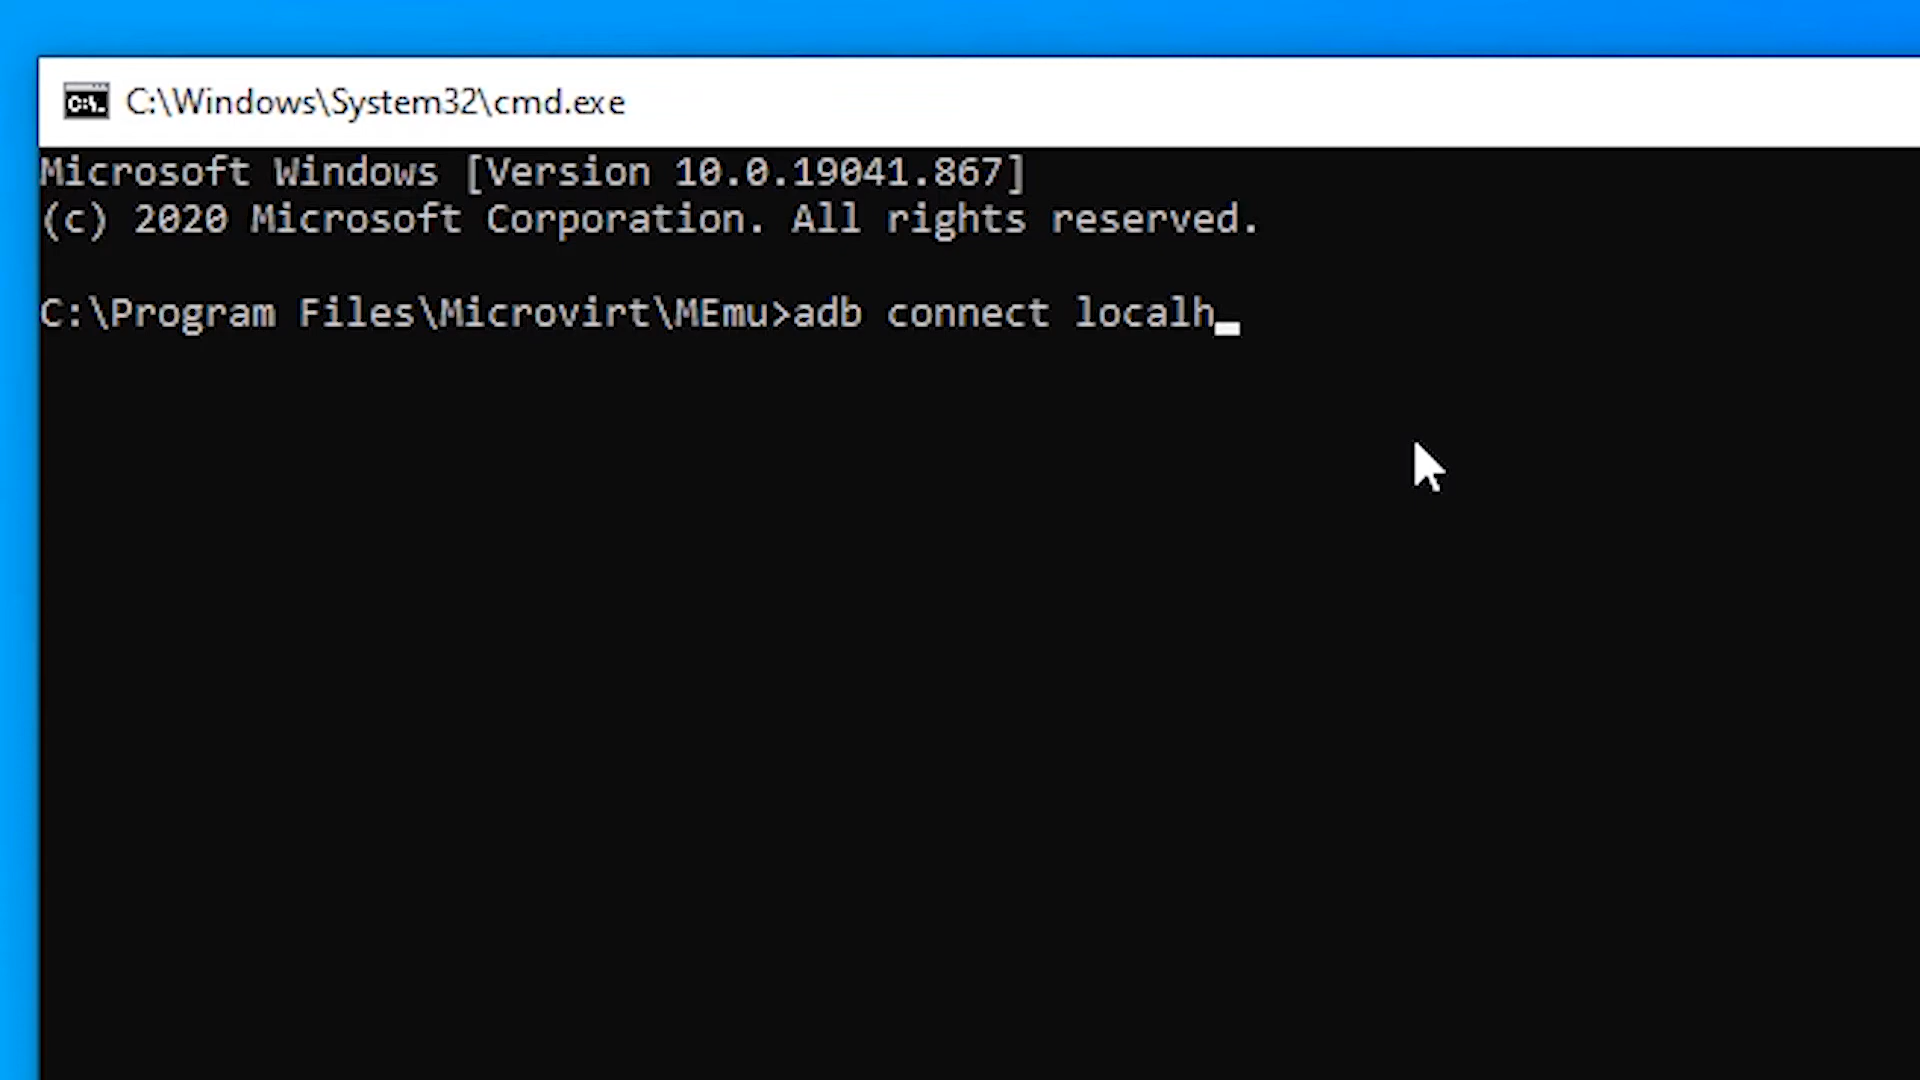 C:\Windows\System32\cmd.exe
Microsoft Windows [Version 10.0.19041.867]
(c) 2020 Microsoft Corporation. All rights reserved.
C:\Program Files\Microvirt\MEmu>adb connect localh_